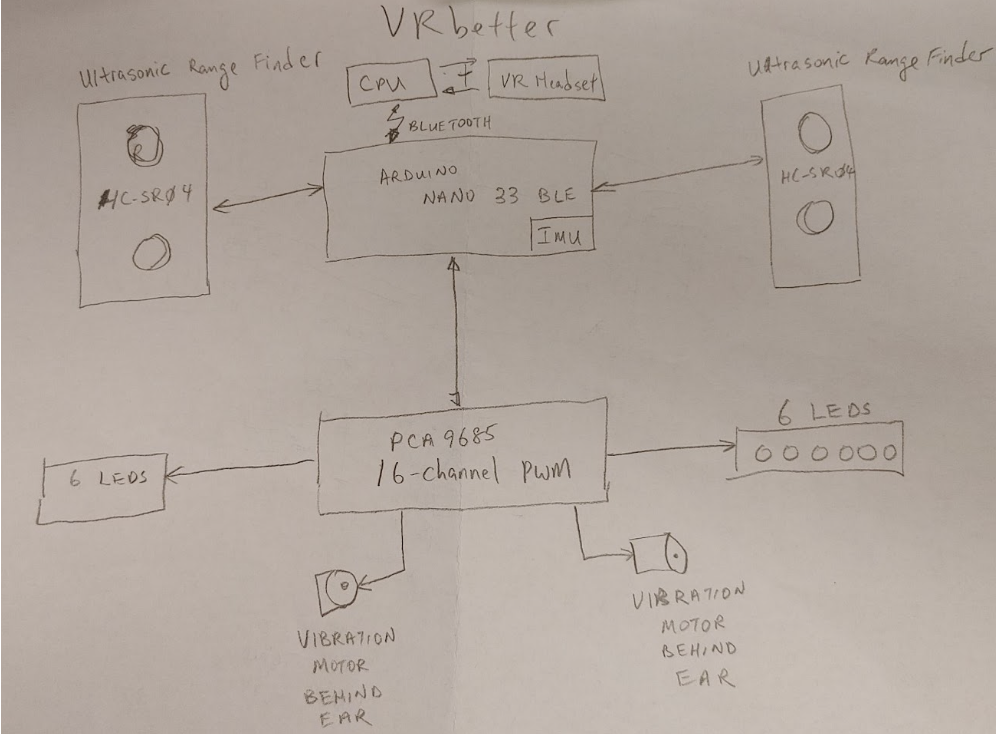 VRbetter
Ultrasonic Range Finder
CPU
VR Headset
Ultrasonic Range Finder
BLUETOOTH
R
HC-SRØ4
ARDUINO
NANO 33 BLE
IMU
HC-SRØ4
PCA 9685
16-channel PWM
6 LEDS
6 LEDS
VIBRATION
MOTOR
BEHIND
EAR
VIBRATION
MOTOR
BEHIND
EAR